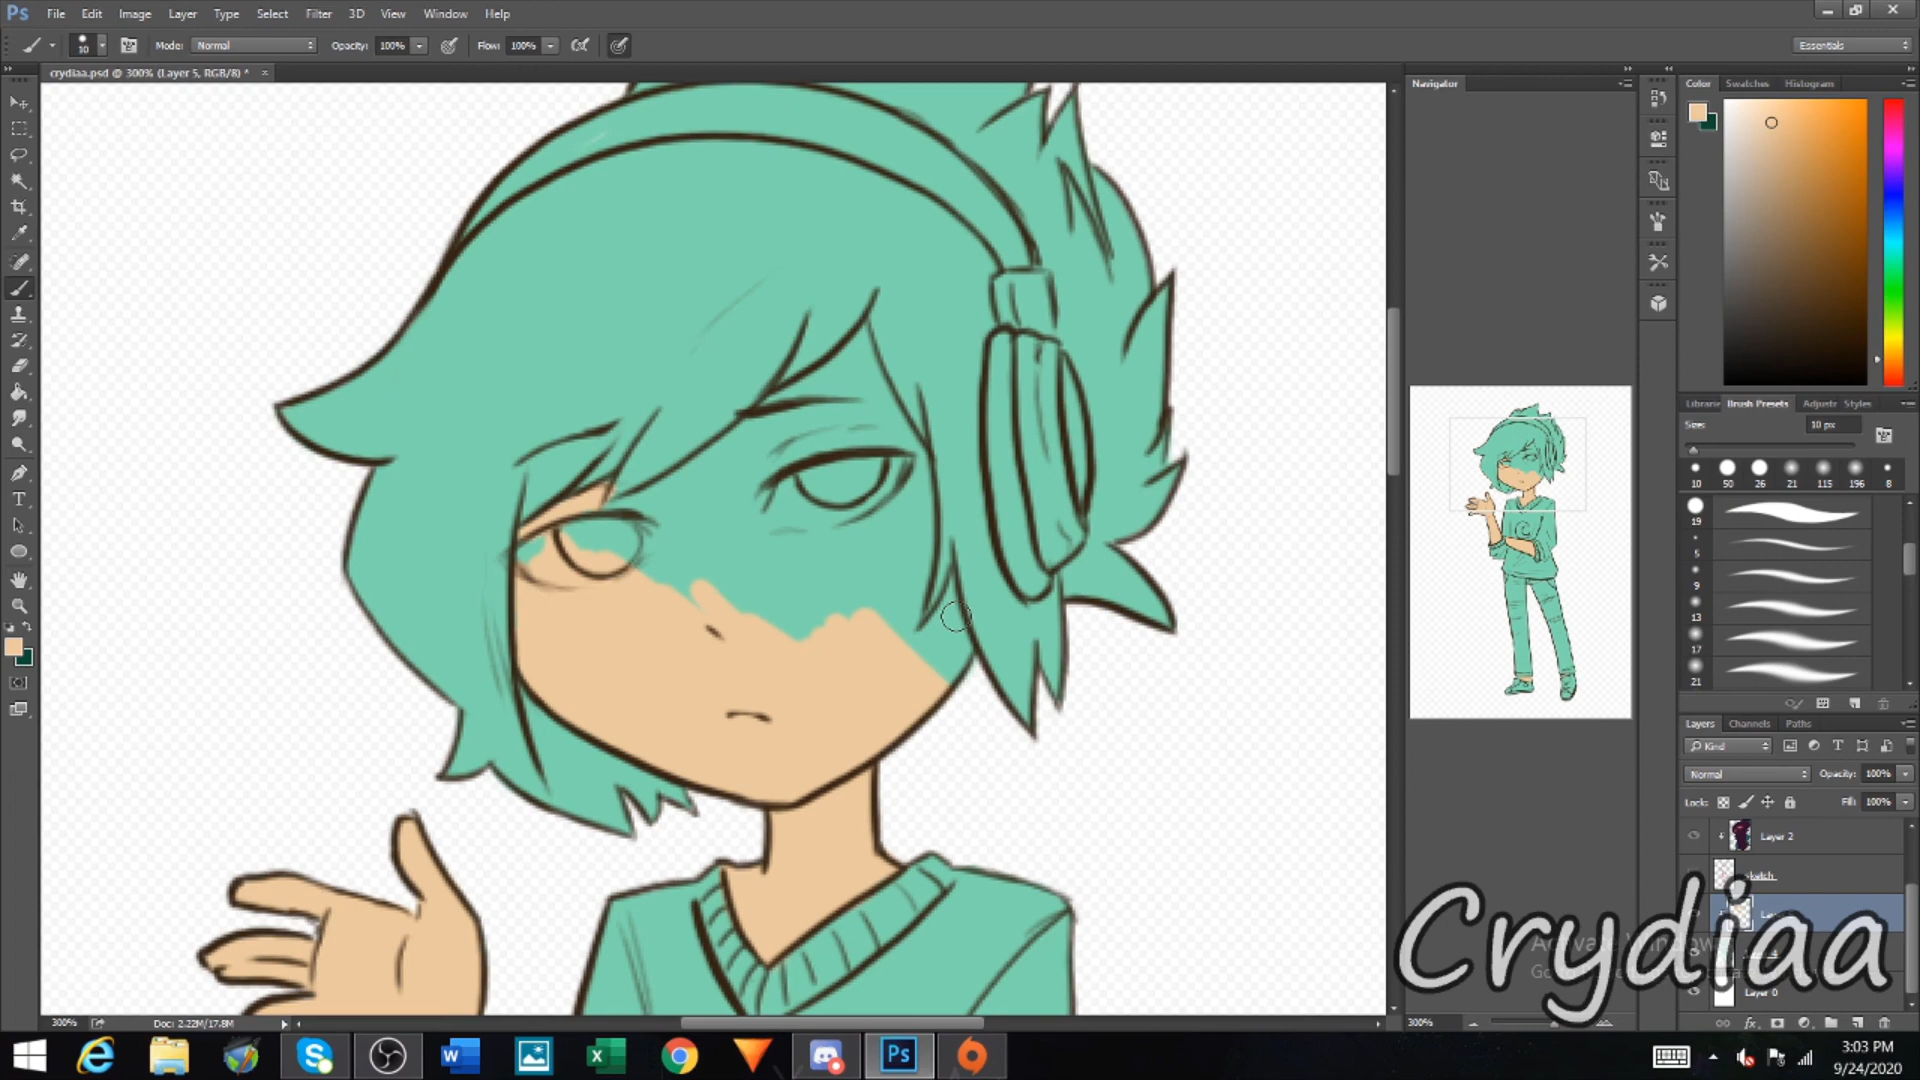 Ps File Edit Image Layer Type Select Filter 3D View Window Help
10 Mode: Normal Opacity: 100% Flow: 100% Essentials
crydiaa.psd @ 300% (Layer 5, RGB/8) * ×
Navigator
Color Swatches Histogram
Librarie Brush Presets Adjustr Styles
Size: 10 px
10 50 26 21 115 196 8
19
5
9
13
17
21
Layers Channels Paths
Kind
Normal Opacity: 100%
Lock: Fill: 100%
Layer 2
sketch
Layer 0
Crydiaa
300% Doc: 2.22M/17.8M
300%
Ps
3:03 PM
9/24/2020